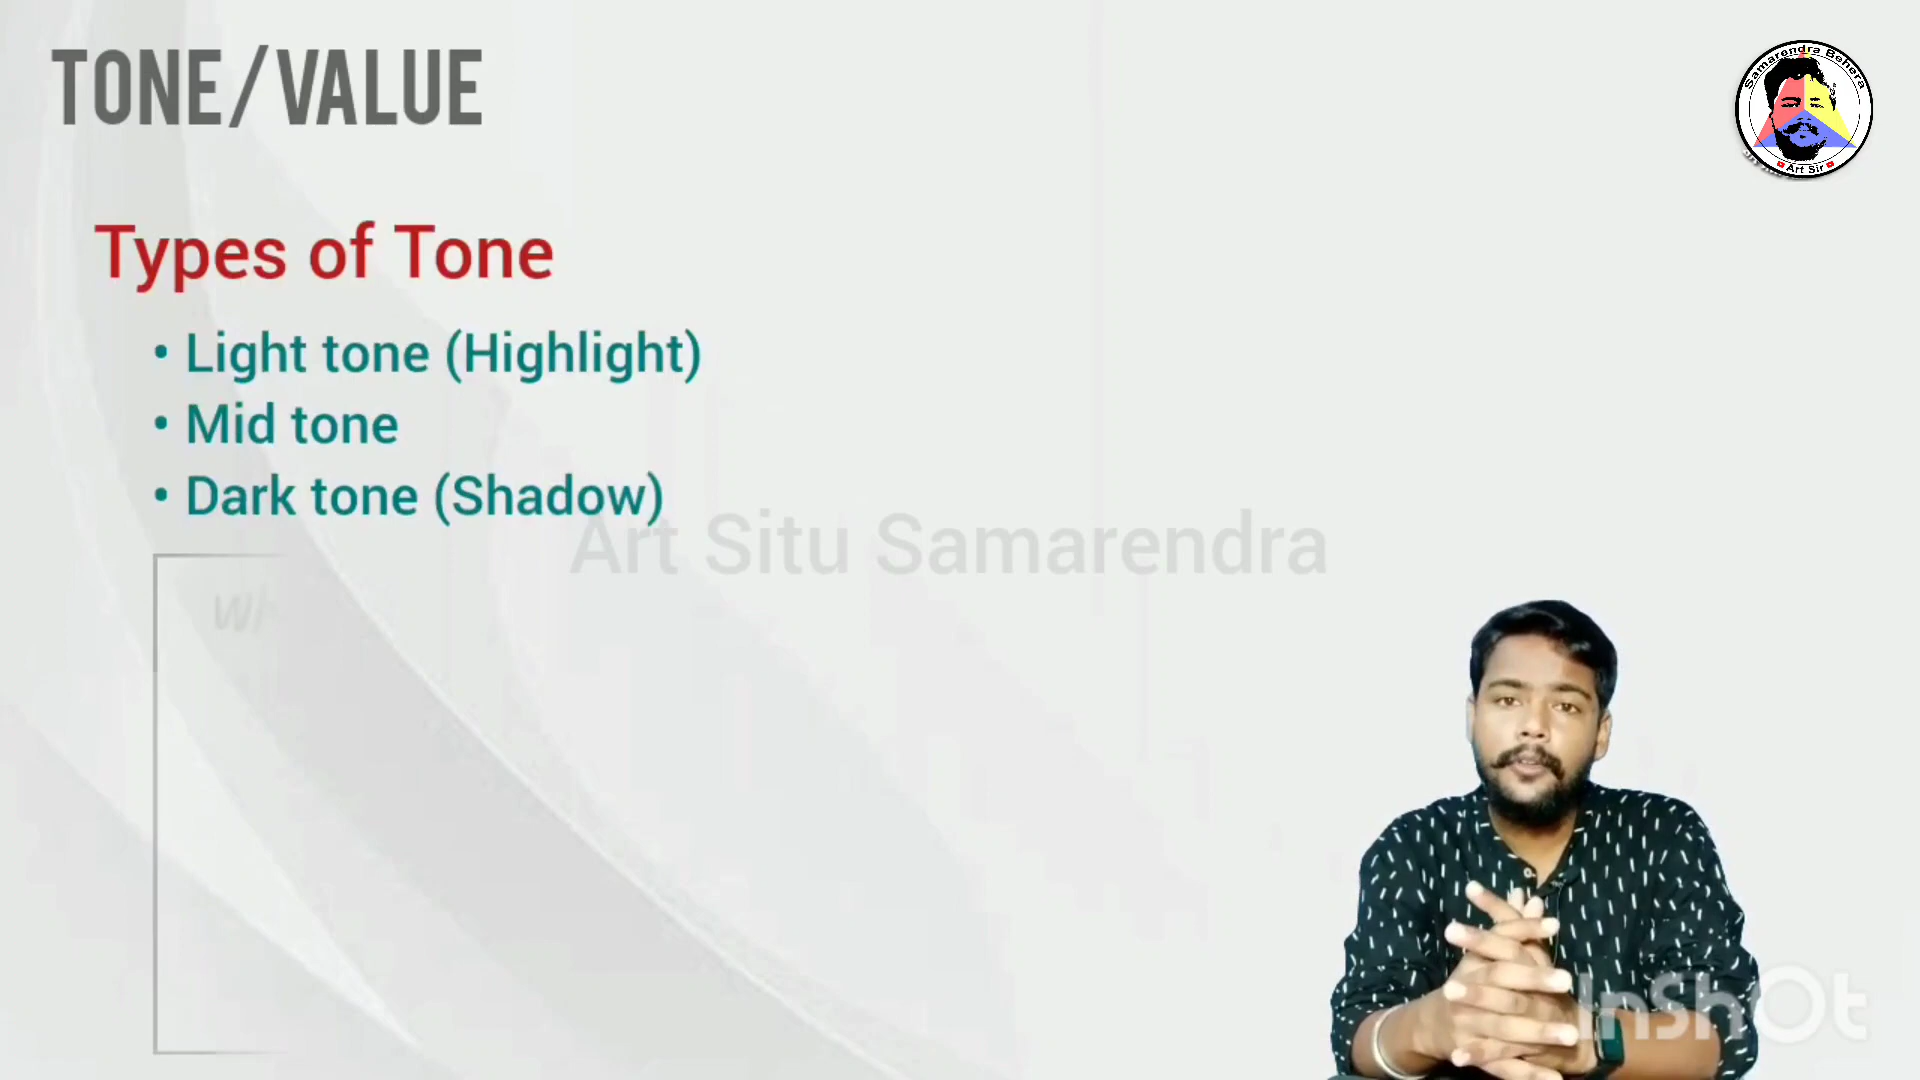 TONE/VALUE
Samarendra Behera
Art Sir
Types of Tone
• Light tone (Highlight)
• Mid tone
• Dark tone (Shadow)
Art Situ Samarendra
InShOt